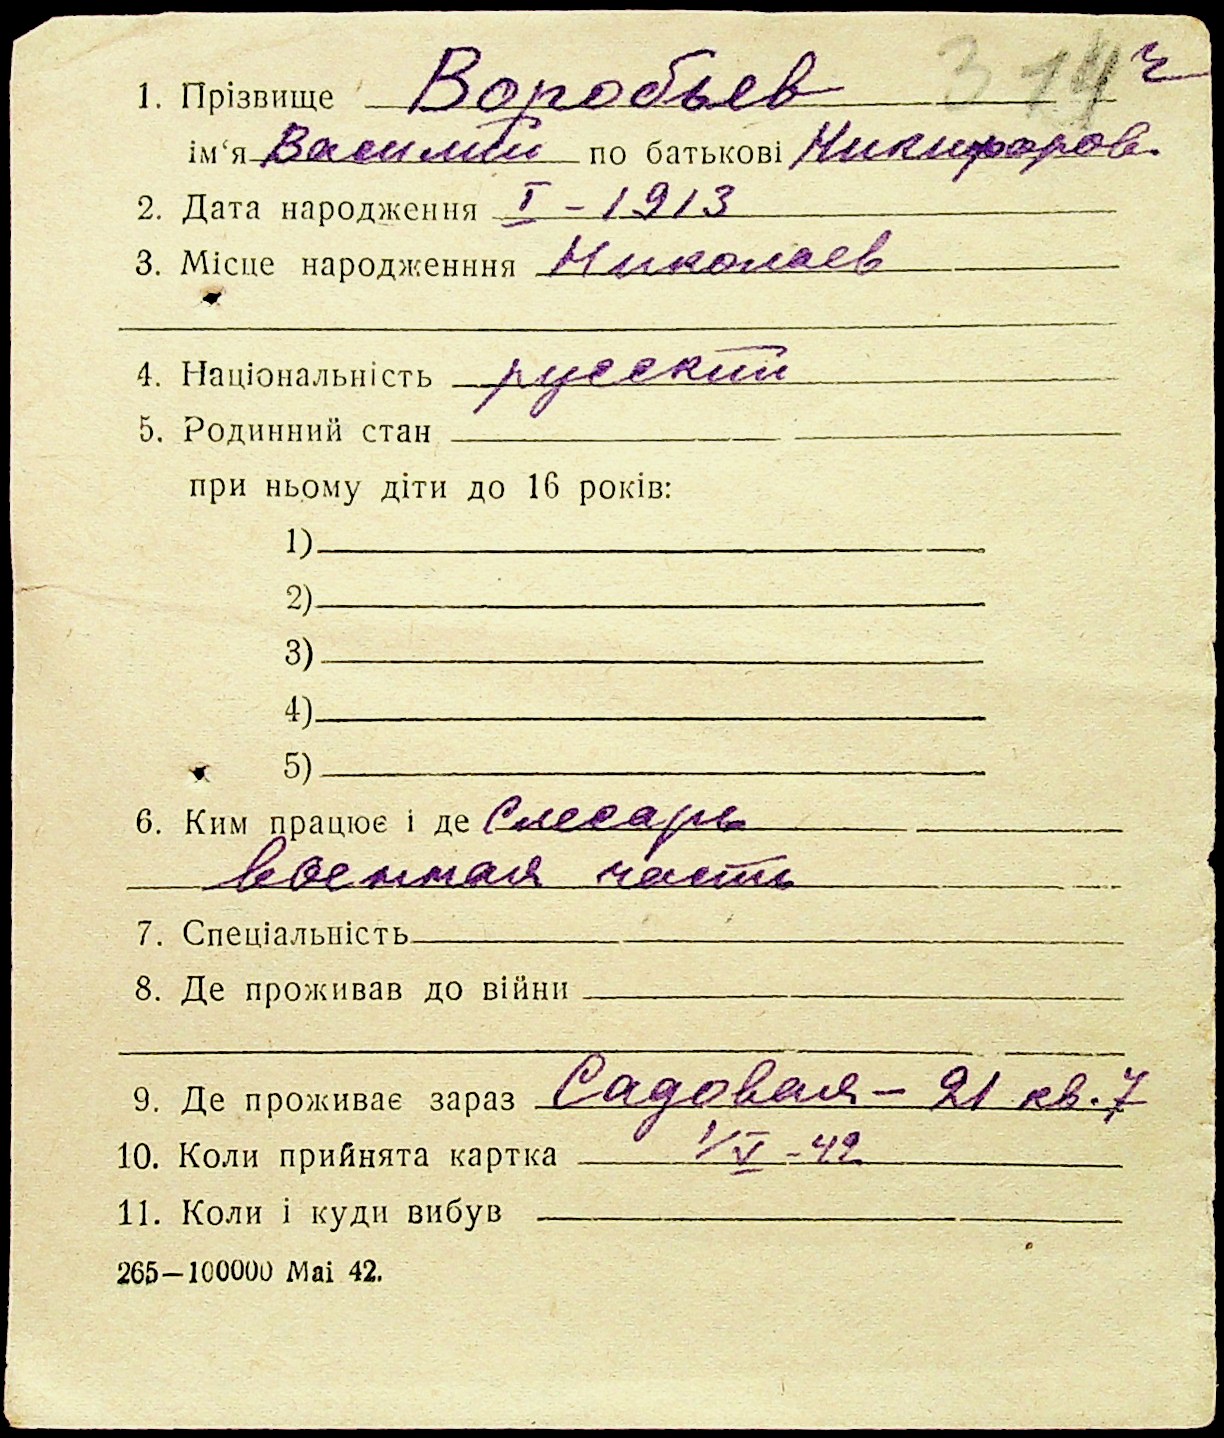 314 ч
1. Прізвище Воробьев
ім‘я Василий по батькові Никифоров.
2. Дата народження I – 1913
3. Місце народженння Николаев
4. Національність русский
5. Родинний стан
при ньому діти до 16 років:
1)
2)
3)
4)
5)
6. Ким працює і де Слесарь
военная часть
7. Спеціальність
8. Де проживав до війни
9. Де проживає зараз Садовая – 21 кв. 7
10. Коли прийнята картка 1/V - 42
11. Коли і куди вибув
265—100000 Mai 42.